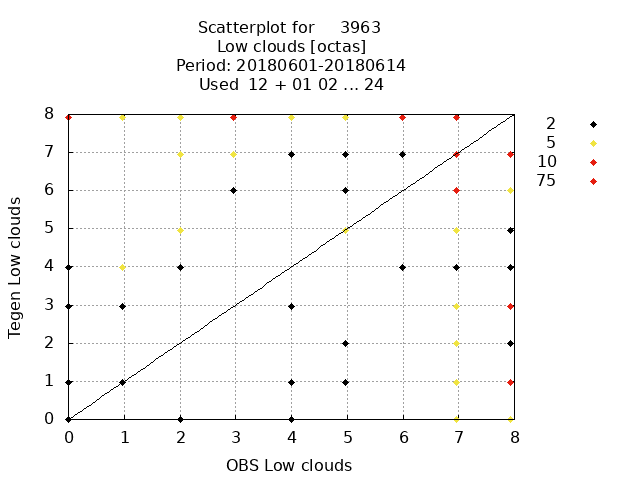 Scatterplot for     3963
Low clouds [octas]
Period: 20180601-20180614
Used  12 + 01 02 ... 24
8
7
6
5
4
3
2
1
0
Tegen Low clouds
0 1 2 3 4 5 6 7 8
OBS Low clouds
2
5
10
75